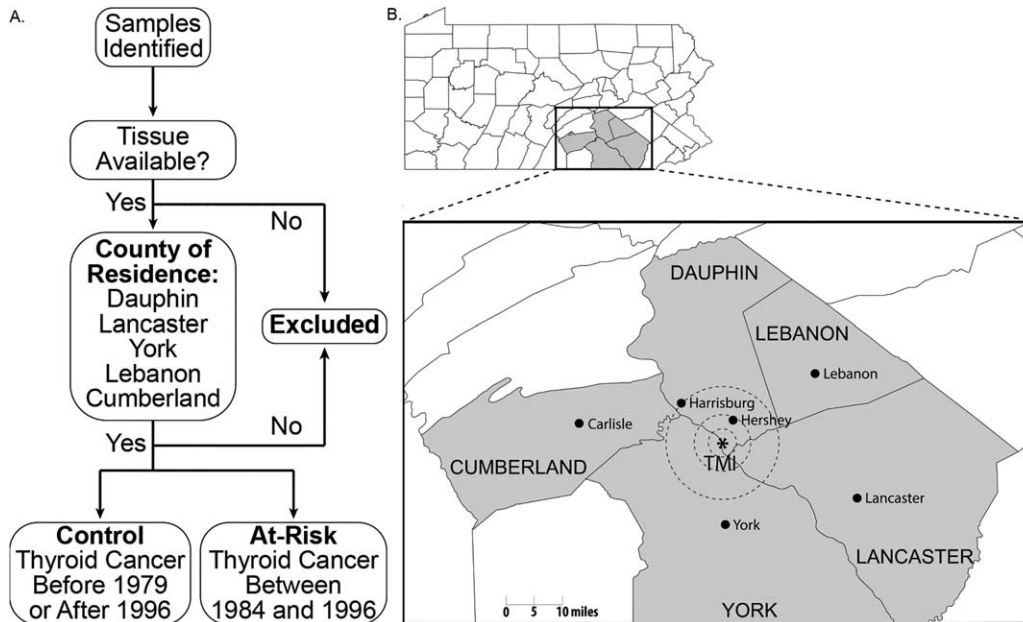 A.
Samples
Identified
Tissue
Available?
Yes
No
County of
Residence:
Dauphin
Lancaster
York
Lebanon
Cumberland
Excluded
Yes
No
Control
Thyroid Cancer
Before 1979
or After 1996
At-Risk
Thyroid Cancer
Between
1984 and 1996
B.
DAUPHIN
LEBANON
Lebanon
Harrisburg
Hershey
Carlisle
*
TMI
CUMBERLAND
Lancaster
York
LANCASTER
0 5 10 miles
YORK